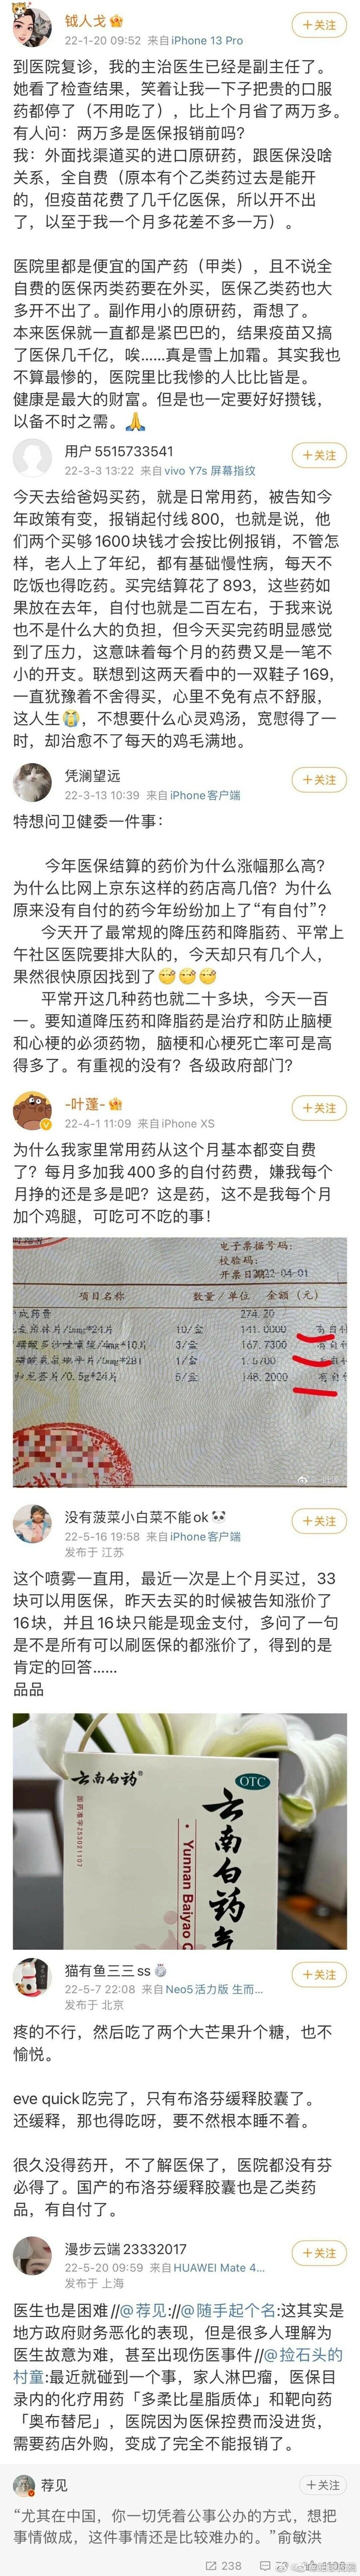 钺人戈
+关注
22-1-20 09:52 来自iPhone 13 Pro
到医院复诊，我的主治医生已经是副主任了。
她看了检查结果，笑着让我一下子把贵的口服
药都停了（不用吃了），比上个月省了两万多。
有人问：两万多是医保报销前吗？
我：外面找渠道买的进口原研药，跟医保没啥
关系，全自费（原本有个乙类药过去是能开
的，但疫苗花费了几千亿医保，所以开不出
了，以至于我一个月多花差不多一万）。
医院里都是便宜的国产药（甲类），且不说全
自费的医保丙类药要在外买，医保乙类药也大
多开不出了。副作用小的原研药，甭想了。
本来医保就一直都是紧巴巴的，结果疫苗又搞
了医保几千亿，唉……真是雪上加霜。其实我也
不算最惨的，医院里比我惨的人比比皆是。
健康是最大的财富。但是也一定要好好攒钱，
以备不时之需。🙏
用户5515733541
+关注
22-3-3 13:22 来自vivo Y7s 屏幕指纹
今天去给爸妈买药，就是日常用药，被告知今
年政策有变，报销起付线800，也就是说，他
们两个买够1600块钱才会按比例报销，不管怎
样，老人上了年纪，都有基础慢性病，每天不
吃饭也得吃药。买完结算花了893，这些药如
果放在去年，自付也就是二百左右，于我来说
也不是什么大的负担，但今天买完药明显感觉
到了压力，这意味着每个月的药费又是一笔不
小的开支。联想到这两天看中的一双鞋子169，
一直犹豫着不舍得买，心里不免有点不舒服，
这人生😭，不想要什么心灵鸡汤，宽慰得了一
时，却治愈不了每天的鸡毛满地。
凭澜望远
+关注
22-3-13 10:39 来自iPhone客户端
特想问卫健委一件事：
今年医保结算的药价为什么涨幅那么高？
为什么比网上京东这样的药店高几倍？为什么
原来没有自付的药今年纷纷加上了“有自付”？
今天开了最常规的降压药和降脂药、平常上
午社区医院要排大队的，今天却只有几个人，
果然很快原因找到了
平常开这几种药也就二十多块，今天一百
一。要知道降压药和降脂药是治疗和防止脑梗
和心梗的必须药物，脑梗和心梗死亡率可是高
得多了。有重视的没有？各级政府部门？
-叶蓬-
+关注
22-4-1 11:09 来自iPhone XS
为什么我家里常用药从这个月基本都变自费
了？每月多加我400多的自付药费，嫌我每个
月挣的还是多是吧？这是药，这不是我每个月
加个鸡腿，可吃可不吃的事！
电子票据号码：
校验码：
开票日期：2022-04-01
项目名称 数量/单位 金额（元）
成药费 274.20
片/5mg*24片 10/盒 141.0000 有自付
/4mg*10片 3/盒 167.7300 有自付
地平片/5mg*28T 1/盒 1.5700 有自付
片/0.5g*24片 5/盒 148.2000 有自付
没有菠菜小白菜不能ok🐼
+关注
22-5-16 19:58 来自iPhone客户端
发布于 江苏
这个喷雾一直用，最近一次是上个月买过，33
块可以用医保，昨天去买的时候被告知涨价了
16块，并且16块只能是现金支付，多问了一句
是不是所有可以刷医保的都涨价了，得到的是
肯定的回答……
品品
云南白药
国药准字Z53021107
OTC
云南白药气
Yunnan Baiyao
猫有鱼三三ss
+关注
22-5-7 22:08 来自Neo5活力版 生而...
发布于 北京
疼的不行，然后吃了两个大芒果升个糖，也不
愉悦。
eve quick吃完了，只有布洛芬缓释胶囊了。
还缓释，那也得吃呀，要不然根本睡不着。
很久没得药开，不了解医保了，医院都没有芬
必得了。国产的布洛芬缓释胶囊也是乙类药
品，有自付了。
漫步云端23332017
+关注
22-5-20 09:59 来自HUAWEI Mate 4...
发布于 上海
医生也是困难//@荐见://@随手起个名:这其实是
地方政府财务恶化的表现，但是很多人理解为
医生故意为难，甚至出现伤医事件//@捡石头的
村童:最近就碰到一个事，家人淋巴瘤，医保目
录内的化疗用药「多柔比星脂质体」和靶向药
「奥布替尼」，医院因为医保控费而没进货，
需要药店外购，变成了完全不能报销了。
荐见
+关注
“尤其在中国，你一切凭着公事公办的方式，想把
事情做成，这件事情还是比较难办的。”俞敏洪
238